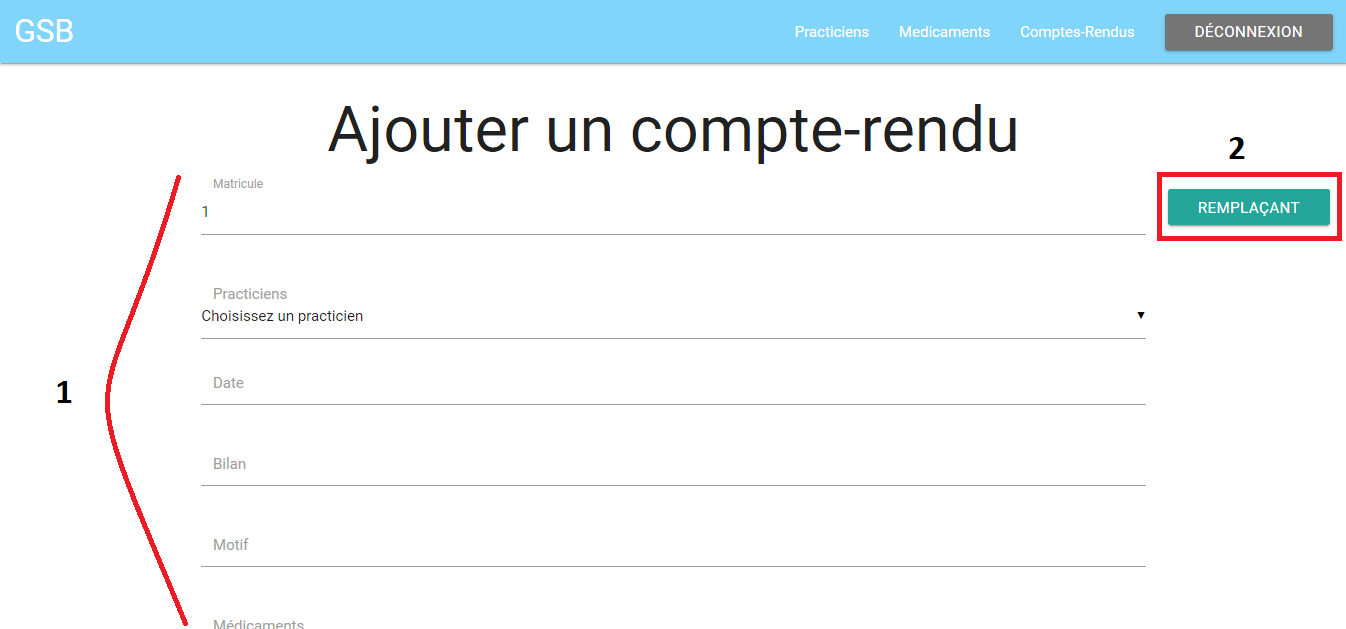 GSB
Practiciens Medicaments Comptes-Rendus DÉCONNEXION
Ajouter un compte-rendu
2
Matricule
1
REMPLAÇANT
Practiciens
Choisissez un practicien
Date
1
Bilan
Motif
Médicaments